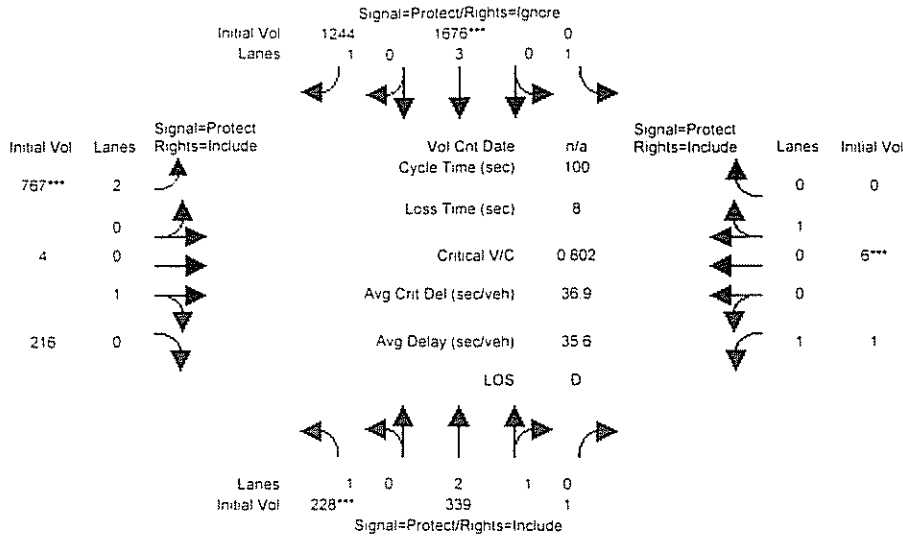 Signal=Protect/Rights=Ignore
Initial Vol 1244 1676*** 0
Lanes 1 0 3 0 1
Signal=Protect
Rights=Include
Initial Vol Lanes
767*** 2
0
4 0
1
216 0
Vol Cnt Date n/a
Cycle Time (sec) 100
Loss Time (sec) 8
Critical V/C 0 802
Avg Crit Del (sec/veh) 36.9
Avg Delay (sec/veh) 35 6
LOS D
Signal=Protect
Rights=Include
Lanes Initial Vol
0 0
1
0 6***
0
1 1
Lanes 1 0 2 1 0
Initial Vol 228*** 339 1
Signal=Protect/Rights=Include